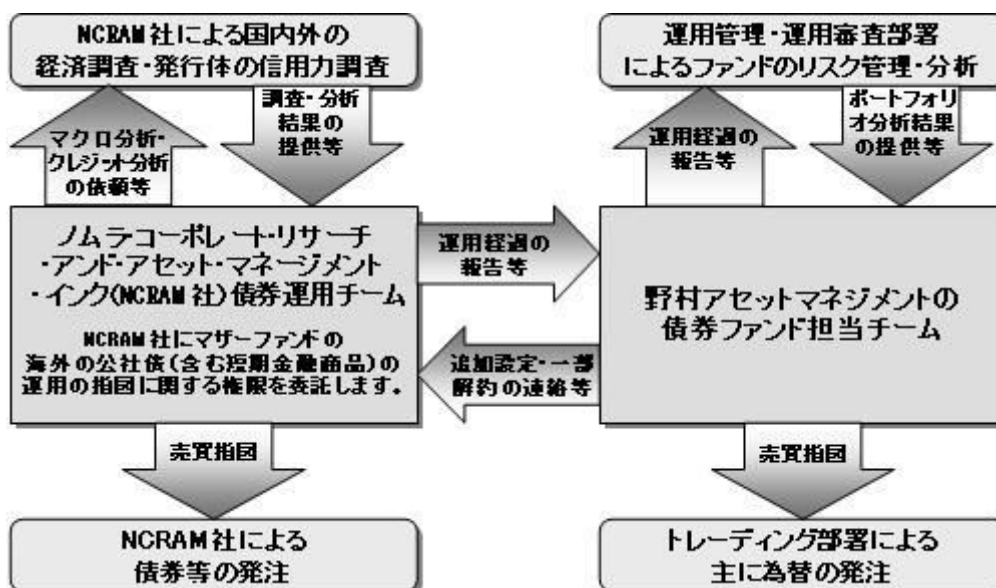 NCRAM社による国内外の
経済調査・発行体の信用力調査
運用管理・運用審査部署
によるファンドのリスク管理・分析
マクロ分析・
クレジット分析
の依頼等
調査・分析
結果の
提供等
運用経過の
報告等
ポートフォリ
オ分析結果
の提供等
ノムラ・コーポレート・リサーチ
・アンド・アセット・マネージメント
・インク(NCRAM社)債券運用チーム
NCRAM社にマザーファンドの
海外の公社債(含む短期金融商品)の
運用の指図に関する権限を委託します。
運用経過の
報告等
追加設定・一部
解約の連絡等
野村アセットマネジメントの
債券ファンド担当チーム
売買指図
売買指図
NCRAM社による
債券等の発注
トレーディング部署による
主に為替の発注